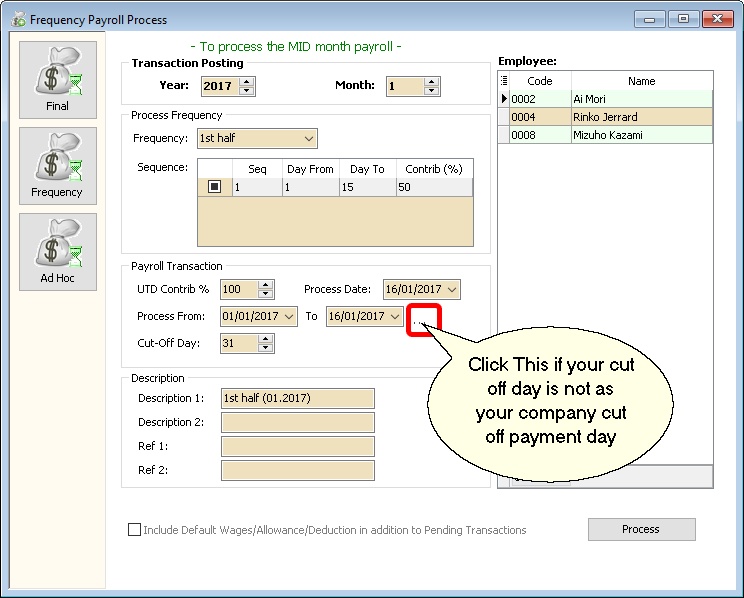 Frequency Payroll Process
Final
Frequency
Ad Hoc
- To process the MID month payroll -
Transaction Posting
Year: 2017 Month: 1
Process Frequency
Frequency: 1st half
Sequence:
Seq Day From Day To Contrib (%)
1 1 15 50
Payroll Transaction
UTD Contrib % 100 Process Date: 16/01/2017
Process From: 01/01/2017 To 16/01/2017 ...
Cut-Off Day: 31
Description
Description 1: 1st half (01.2017)
Description 2:
Ref 1:
Ref 2:
Employee:
Code Name
0002 Ai Mori
0004 Rinko Jerrard
0008 Mizuho Kazami
Click This if your cut
off day is not as
your company cut
off payment day
Include Default Wages/Allowance/Deduction in addition to Pending Transactions
Process